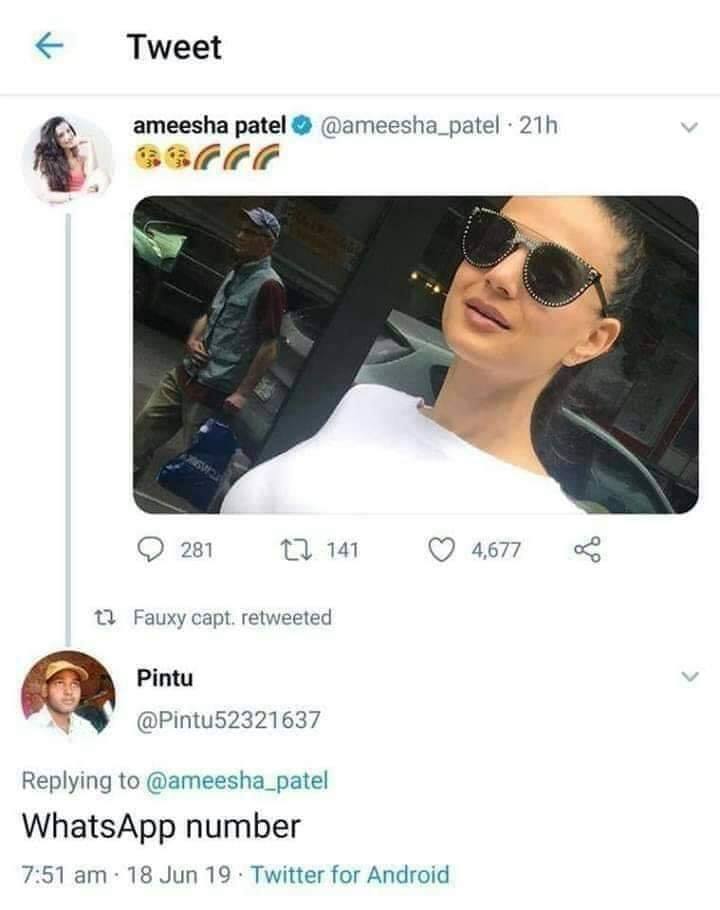 Tweet
ameesha patel @ameesha_patel · 21h
😘😘🌈🌈🌈
281 141 4,677
Fauxy capt. retweeted
Pintu
@Pintu52321637
Replying to @ameesha_patel
WhatsApp number
7:51 am · 18 Jun 19 · Twitter for Android